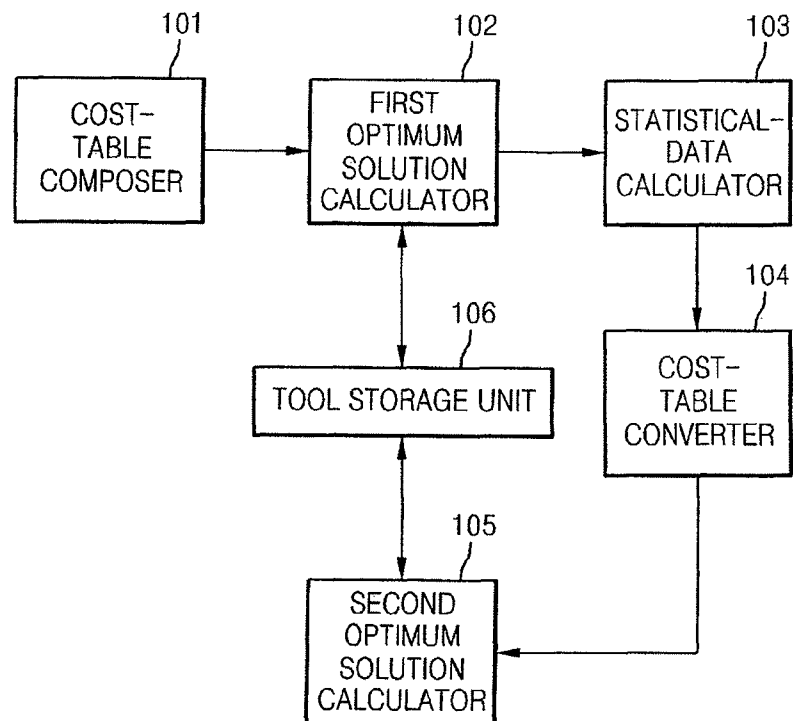 101
COST-
TABLE
COMPOSER
102
FIRST
OPTIMUM
SOLUTION
CALCULATOR
103
STATISTICAL-
DATA
CALCULATOR
104
COST-
TABLE
CONVERTER
106
TOOL STORAGE UNIT
105
SECOND
OPTIMUM
SOLUTION
CALCULATOR